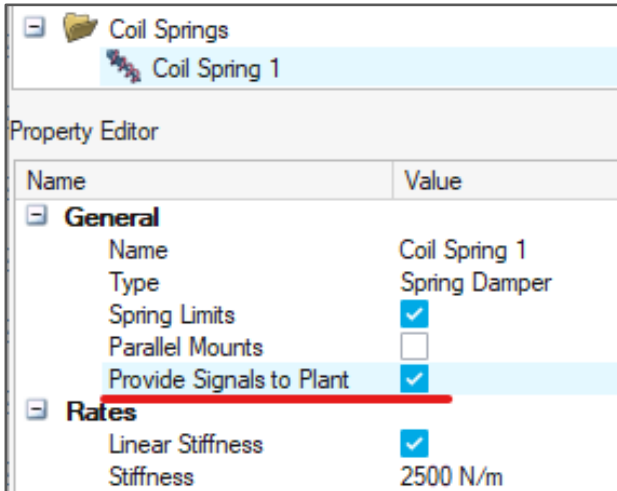 Coil Springs
Coil Spring 1
Property Editor
Name Value
General
Name Coil Spring 1
Type Spring Damper
Spring Limits
Parallel Mounts
Provide Signals to Plant
Rates
Linear Stiffness
Stiffness 2500 N/m